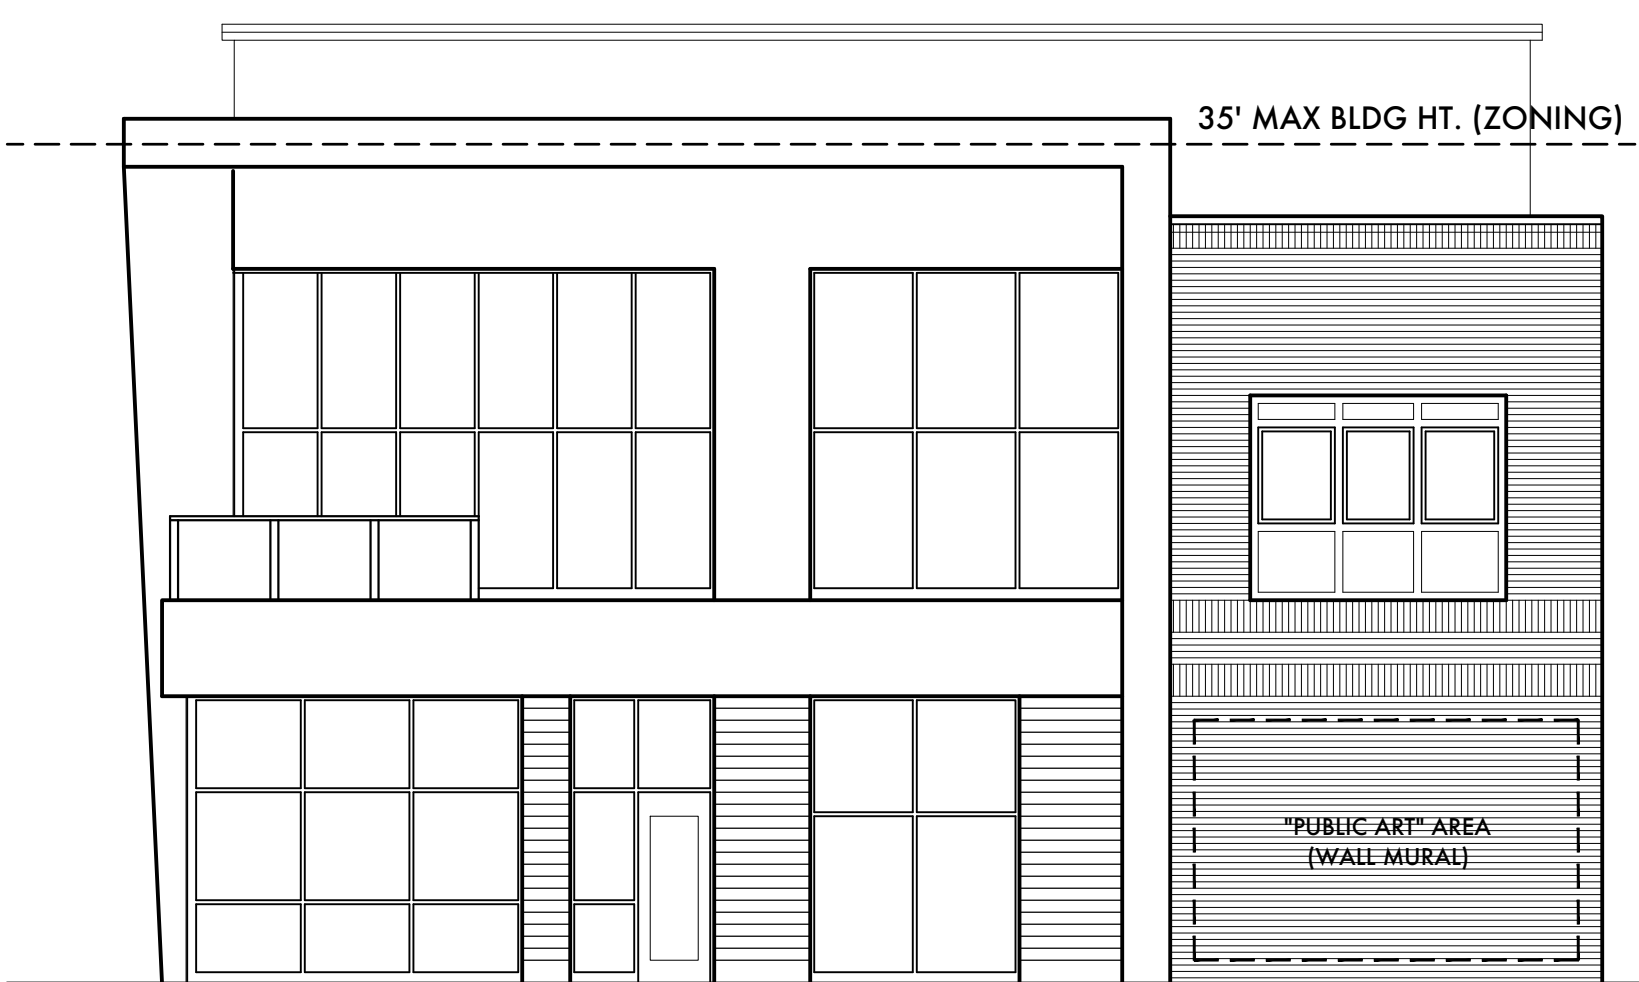 35' MAX BLDG HT. (ZONING)
"PUBLIC ART" AREA
(WALL MURAL)